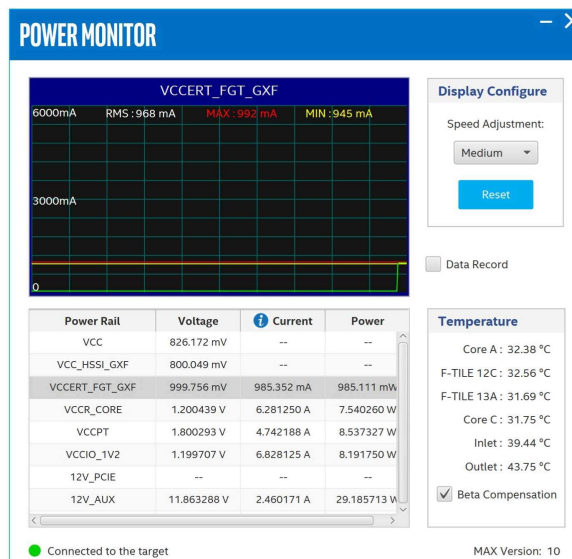 POWER MONITOR
VCCERT_FGT_GXF
6000mA RMS : 968 mA MAX : 992 mA MIN : 945 mA
3000mA
0
Display Configure
Speed Adjustment:
Medium
Reset
Data Record
Power Rail Voltage i Current Power
VCC 826.172 mV -- --
VCC_HSSI_GXF 800.049 mV -- --
VCCERT_FGT_GXF 999.756 mV 985.352 mA 985.111 mW
VCCR_CORE 1.200439 V 6.281250 A 7.540260 W
VCCPT 1.800293 V 4.742188 A 8.537327 W
VCCIO_1V2 1.199707 V 6.828125 A 8.191750 W
12V_PCIE -- --
12V_AUX 11.863288 V 2.460171 A 29.185713 W
Temperature
Core A : 32.38 °C
F-TILE 12C : 32.56 °C
F-TILE 13A : 31.69 °C
Core C : 31.75 °C
Inlet : 39.44 °C
Outlet : 43.75 °C
Beta Compensation
Connected to the target
MAX Version: 10